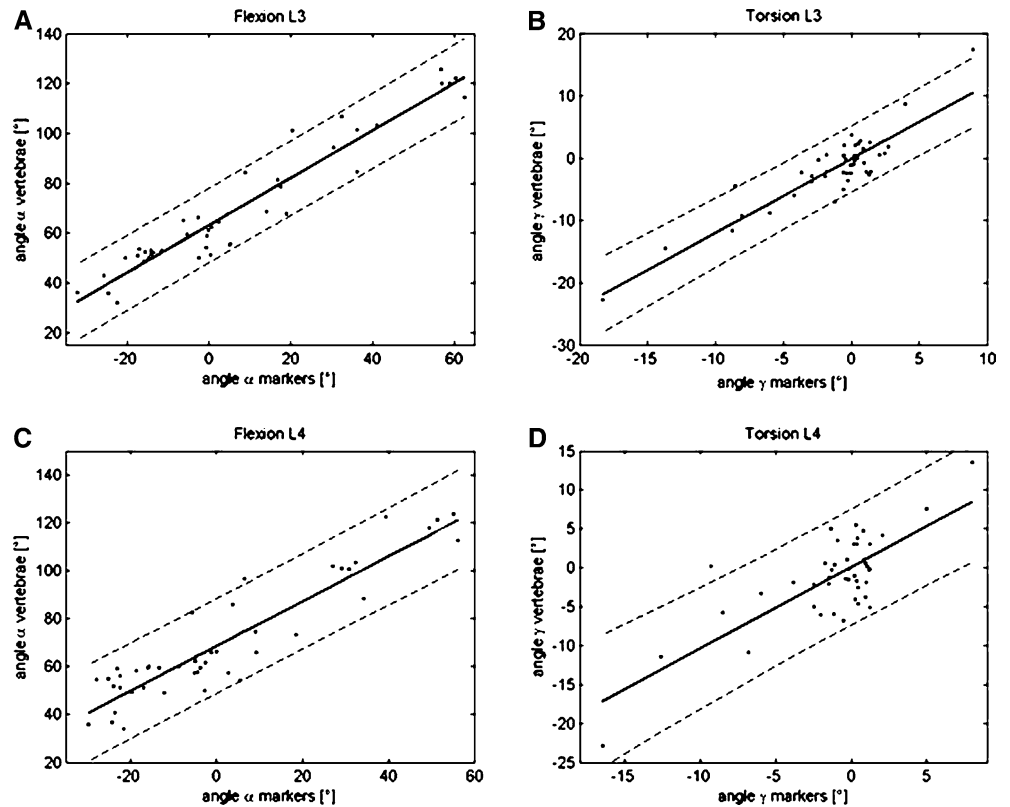 A
Flexion L3
140
120
100
80
60
40
20
angle α vertebrae [°]
-20 0 20 40 60
angle α markers [°]
B
Torsion L3
20
10
0
-10
-20
-30
angle γ vertebrae [°]
-20 -15 -10 -5 0 5 10
angle γ markers [°]
C
Flexion L4
140
120
100
80
60
40
20
angle α vertebrae [°]
-20 0 20 40 60
angle α markers [°]
D
Torsion L4
15
10
5
0
-5
-10
-15
-20
-25
angle γ vertebrae [°]
-15 -10 -5 0 5
angle γ markers [°]